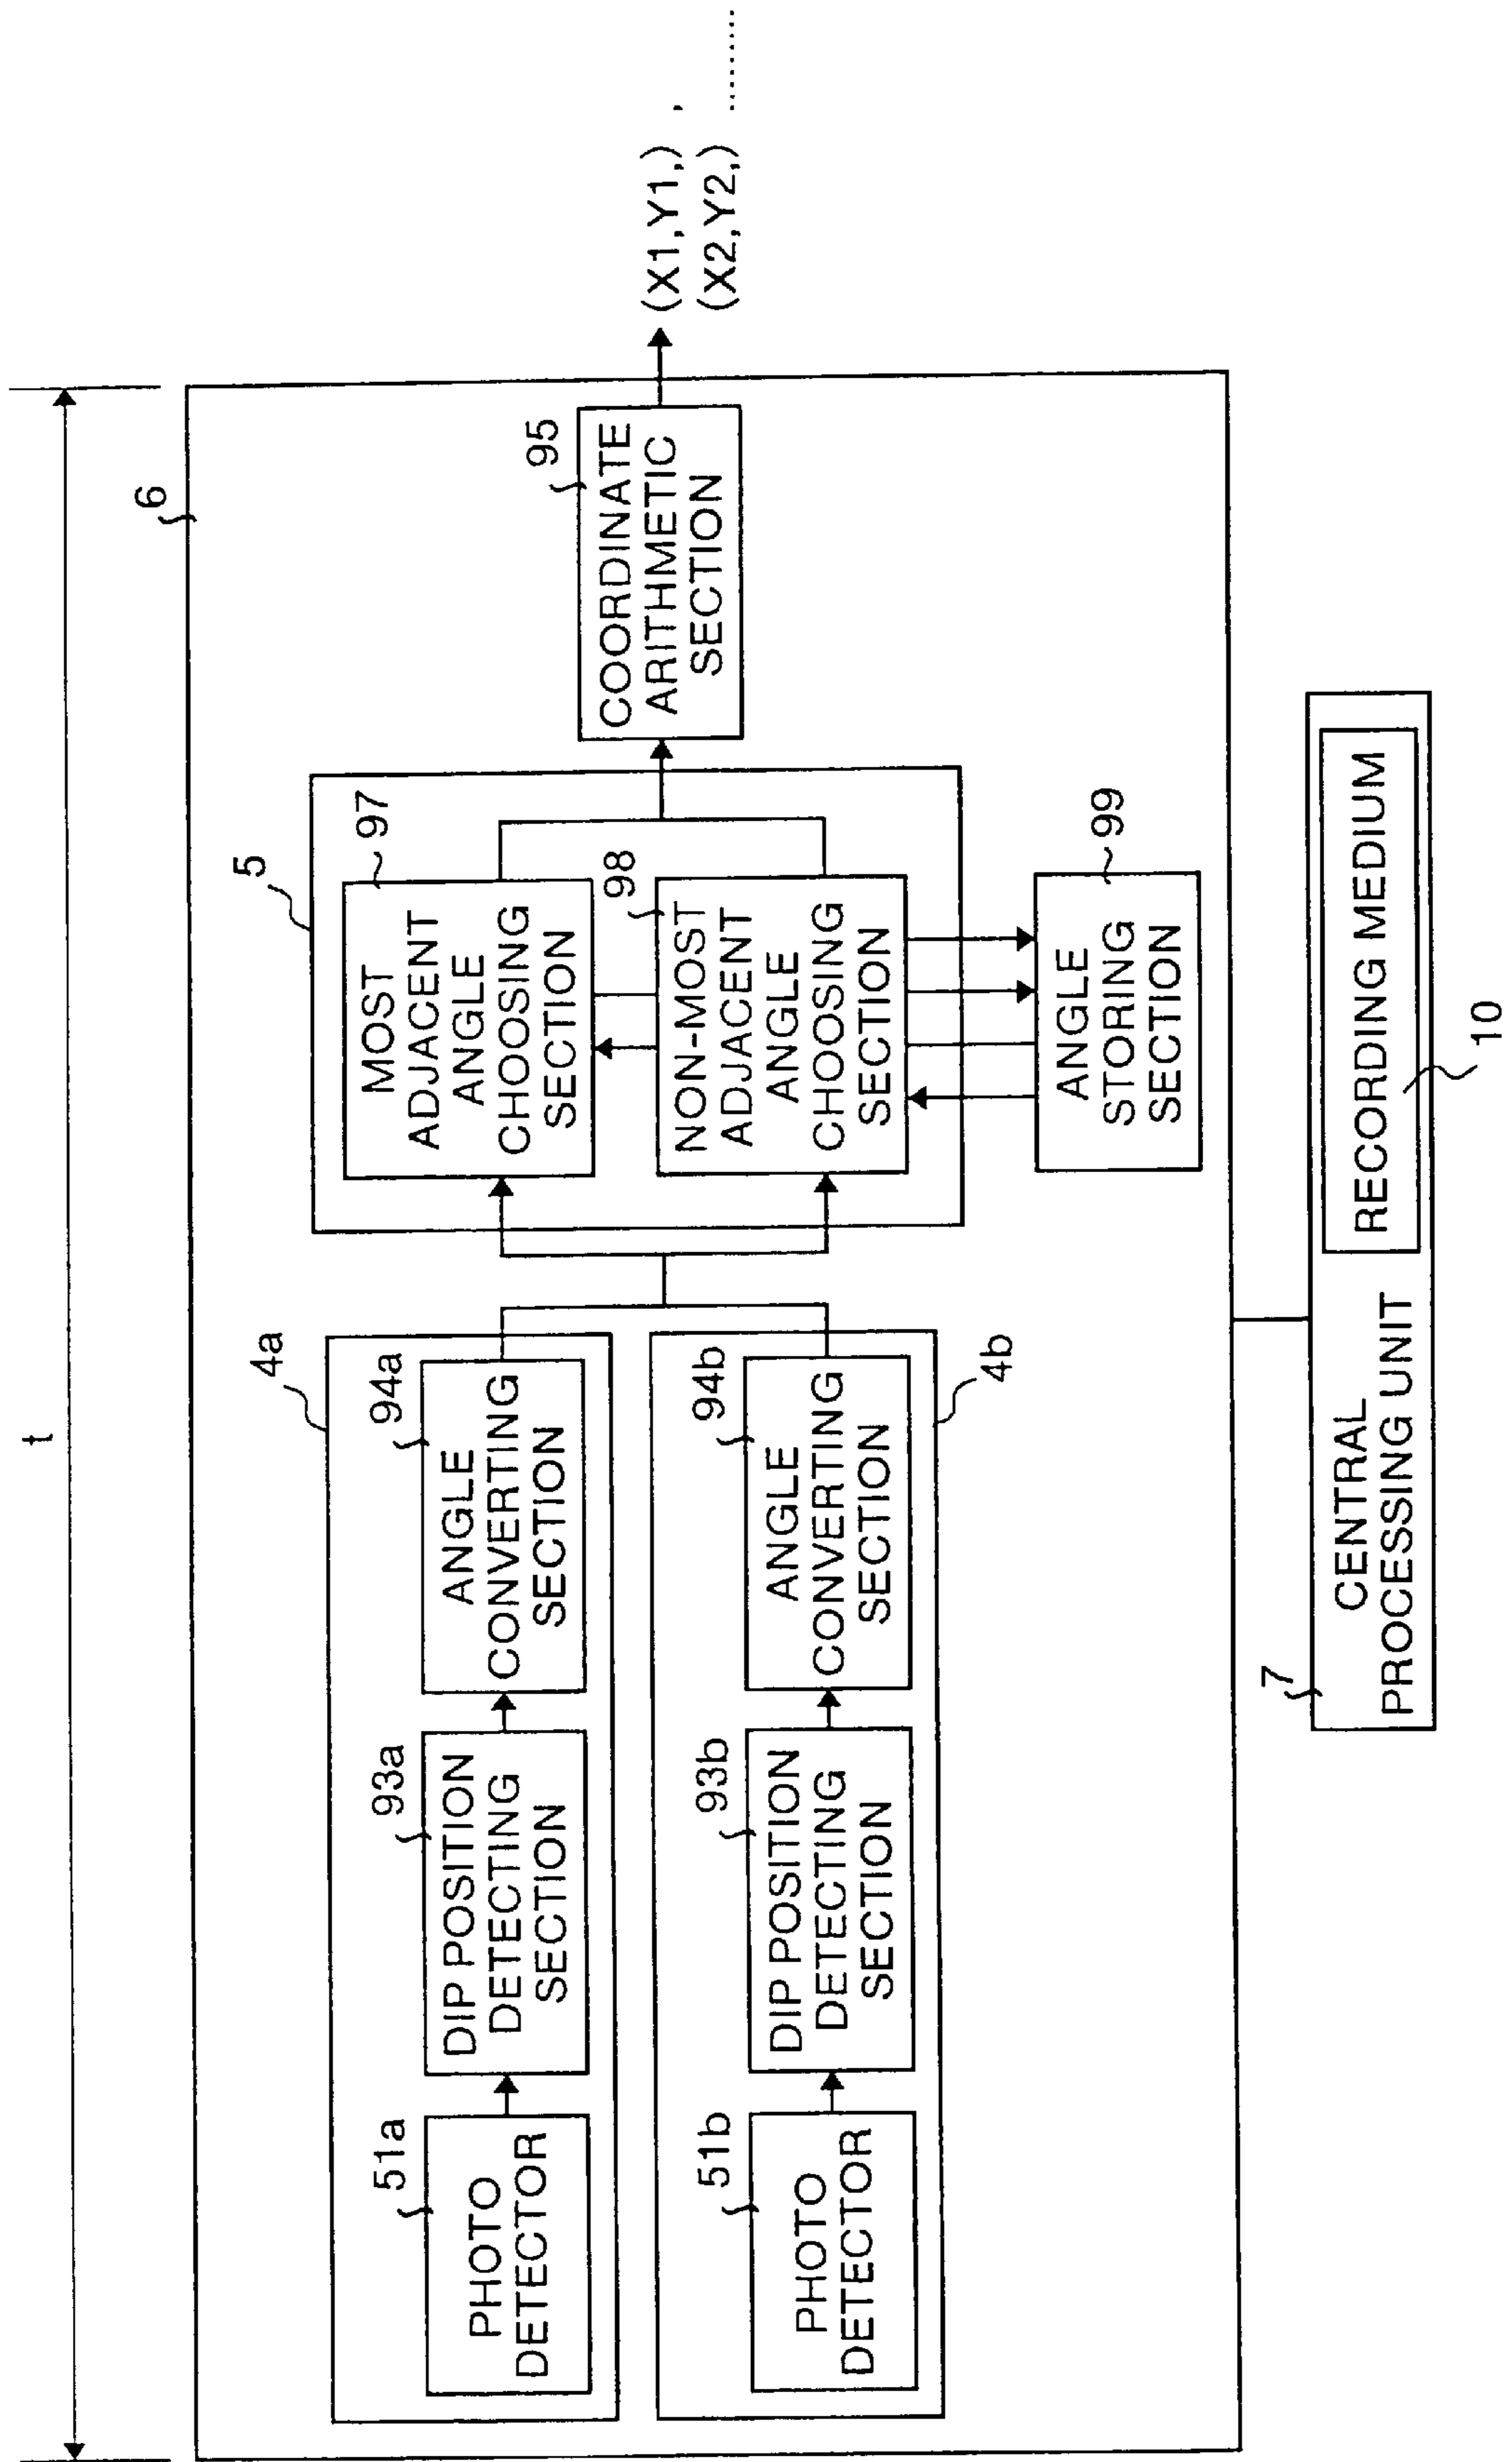 t
6
4a
51a
PHOTO
DETECTOR
93a
DIP POSITION
DETECTING
SECTION
94a
ANGLE
CONVERTING
SECTION
4b
51b
PHOTO
DETECTOR
93b
DIP POSITION
DETECTING
SECTION
94b
ANGLE
CONVERTING
SECTION
5
97
MOST
ADJACENT
ANGLE
CHOOSING
SECTION
98
NON-MOST
ADJACENT
ANGLE
CHOOSING
SECTION
99
ANGLE
STORING
SECTION
95
COORDINATE
ARITHMETIC
SECTION
(X1,Y1,) ,
(X2,Y2,) ........
7
CENTRAL
PROCESSING UNIT
RECORDING MEDIUM
10